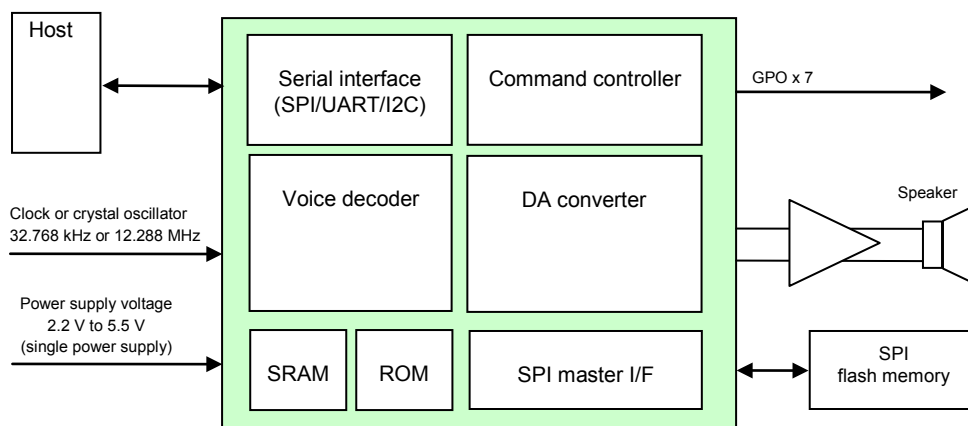 Host
Serial interface
(SPI/UART/I2C)
Command controller
GPO x 7
Voice decoder
DA converter
Speaker
Clock or crystal oscillator
32.768 kHz or 12.288 MHz
Power supply voltage
2.2 V to 5.5 V
(single power supply)
SRAM
ROM
SPI master I/F
SPI
flash memory